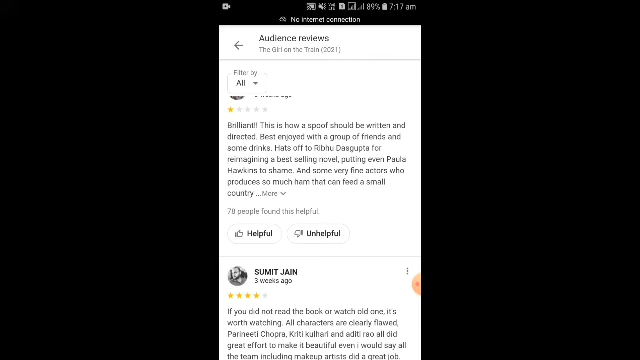 89% 7:17 am
No internet connection
Audience reviews
The Girl on the Train (2021)
Filter by
All
3 weeks ago
Brilliant!! This is how a spoof should be written and
directed. Best enjoyed with a group of friends and
some drinks. Hats off to Ribhu Dasgupta for
reimagining a best selling novel, putting even Paula
Hawkins to shame. And some very fine actors who
produces so much ham that can feed a small
country ...More
78 people found this helpful.
Helpful
Unhelpful
SUMIT JAIN
3 weeks ago
If you did not read the book or watch old one, it's
worth watching. All characters are clearly flawed,
Parineeti Chopra, Kriti kulhari and aditi rao all did
great effort to make it beautiful even i would say all
the team including makeup artists did a great job.